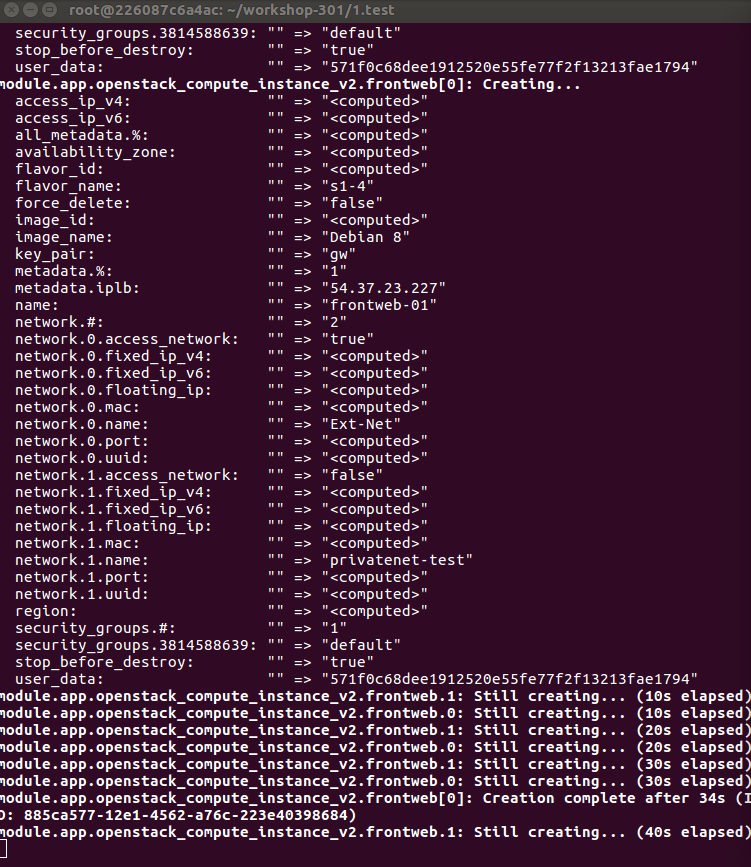 root@226087c6a4ac: ~/workshop-301/1.test
security_groups.3814588639: "" => "default"
stop_before_destroy: "" => "true"
user_data: "" => "571f0c68dee1912520e55fe77f2f13213fae1794"
module.app.openstack_compute_instance_v2.frontweb[0]: Creating...
access_ip_v4: "" => "<computed>"
access_ip_v6: "" => "<computed>"
all_metadata.%: "" => "<computed>"
availability_zone: "" => "<computed>"
flavor_id: "" => "<computed>"
flavor_name: "" => "s1-4"
force_delete: "" => "false"
image_id: "" => "<computed>"
image_name: "" => "Debian 8"
key_pair: "" => "gw"
metadata.%: "" => "1"
metadata.iplb: "" => "54.37.23.227"
name: "" => "frontweb-01"
network.#: "" => "2"
network.0.access_network: "" => "true"
network.0.fixed_ip_v4: "" => "<computed>"
network.0.fixed_ip_v6: "" => "<computed>"
network.0.floating_ip: "" => "<computed>"
network.0.mac: "" => "<computed>"
network.0.name: "" => "Ext-Net"
network.0.port: "" => "<computed>"
network.0.uuid: "" => "<computed>"
network.1.access_network: "" => "false"
network.1.fixed_ip_v4: "" => "<computed>"
network.1.fixed_ip_v6: "" => "<computed>"
network.1.floating_ip: "" => "<computed>"
network.1.mac: "" => "<computed>"
network.1.name: "" => "privatenet-test"
network.1.port: "" => "<computed>"
network.1.uuid: "" => "<computed>"
region: "" => "<computed>"
security_groups.#: "" => "1"
security_groups.3814588639: "" => "default"
stop_before_destroy: "" => "true"
user_data: "" => "571f0c68dee1912520e55fe77f2f13213fae1794"
module.app.openstack_compute_instance_v2.frontweb.1: Still creating... (10s elapsed)
module.app.openstack_compute_instance_v2.frontweb.0: Still creating... (10s elapsed)
module.app.openstack_compute_instance_v2.frontweb.1: Still creating... (20s elapsed)
module.app.openstack_compute_instance_v2.frontweb.0: Still creating... (20s elapsed)
module.app.openstack_compute_instance_v2.frontweb.1: Still creating... (30s elapsed)
module.app.openstack_compute_instance_v2.frontweb.0: Still creating... (30s elapsed)
module.app.openstack_compute_instance_v2.frontweb[0]: Creation complete after 34s (I
D: 885ca577-12e1-4562-a76c-223e40398684)
module.app.openstack_compute_instance_v2.frontweb.1: Still creating... (40s elapsed)